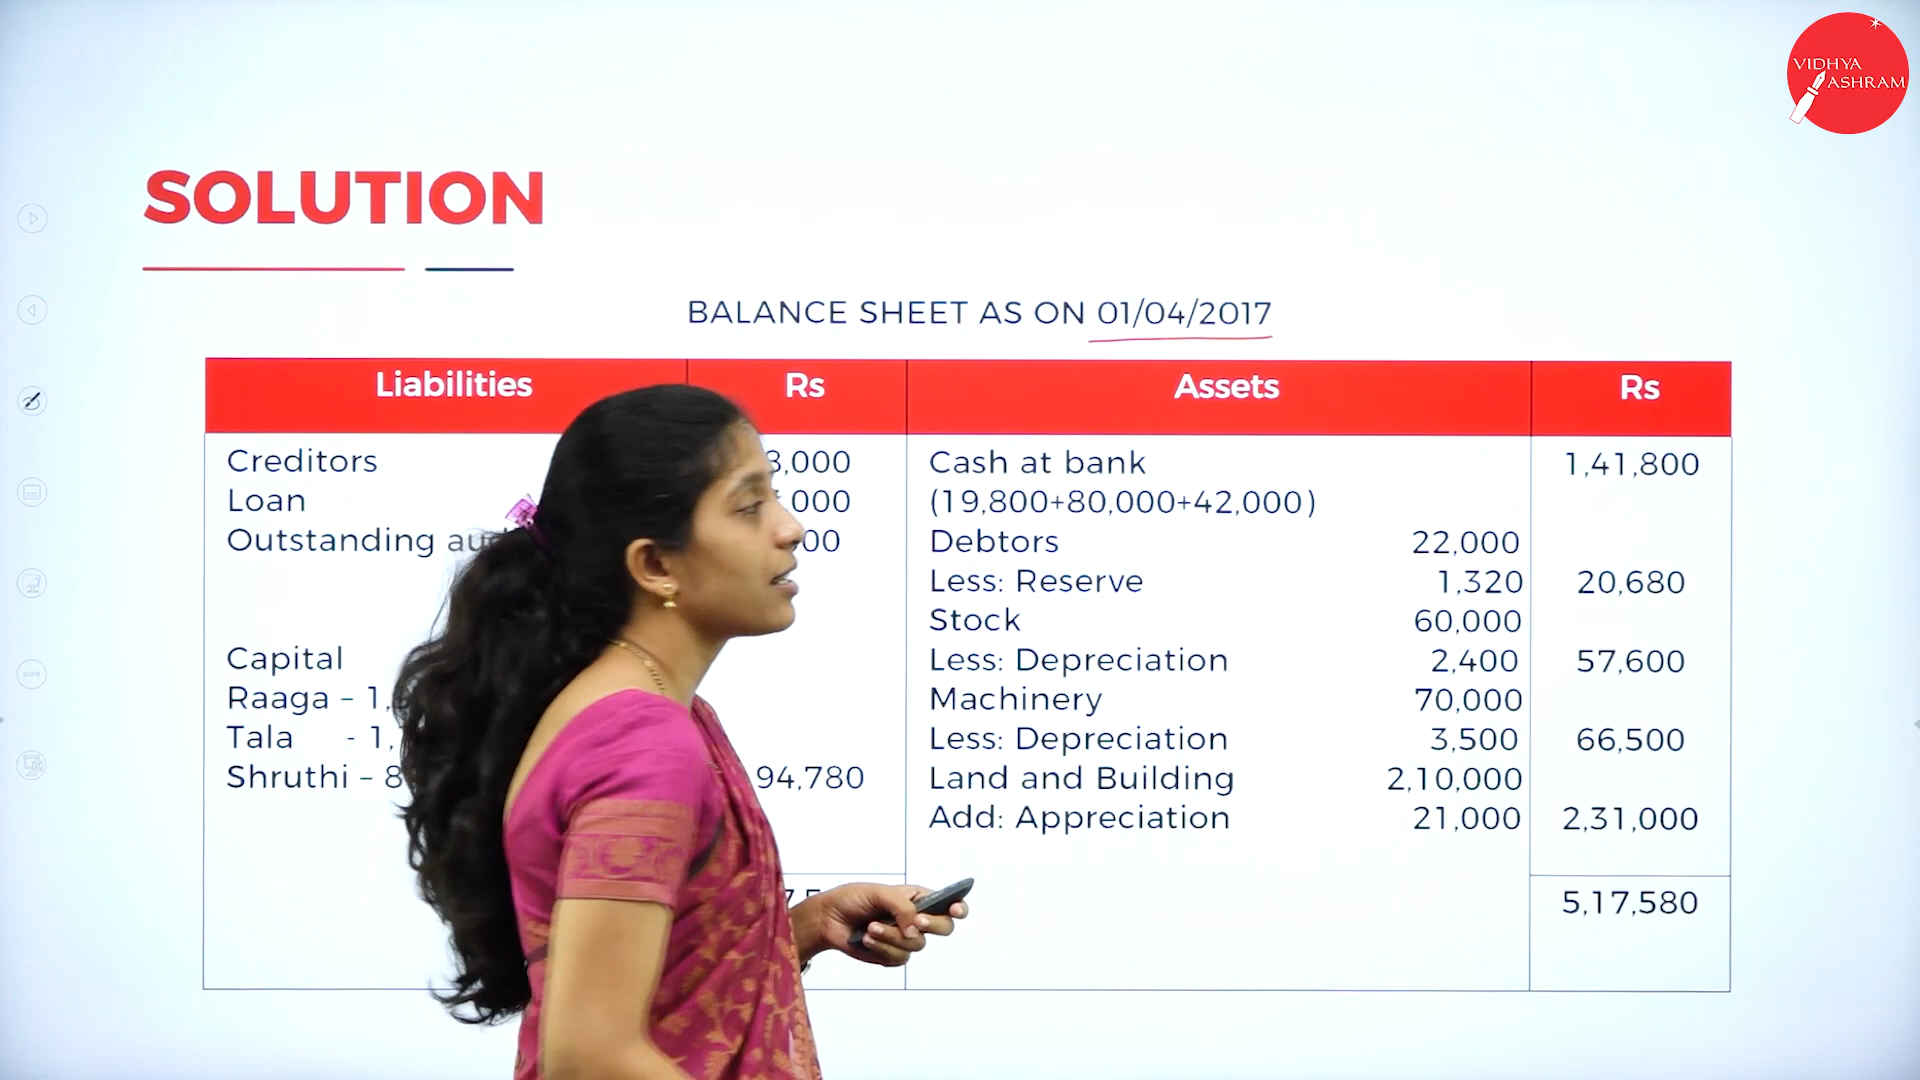 VIDHYA
ASHRAM
SOLUTION
BALANCE SHEET AS ON 01/04/2017
Liabilities Rs Assets Rs
Creditors Cash at bank 1,41,800
Loan (19,800+80,000+42,000)
Outstanding Debtors 22,000
Less: Reserve 1,320 20,680
Stock 60,000
Capital Less: Depreciation 2,400 57,600
Raaga – Machinery 70,000
Tala - Less: Depreciation 3,500 66,500
Shruthi – Land and Building 2,10,000
Add: Appreciation 21,000 2,31,000
5,17,580